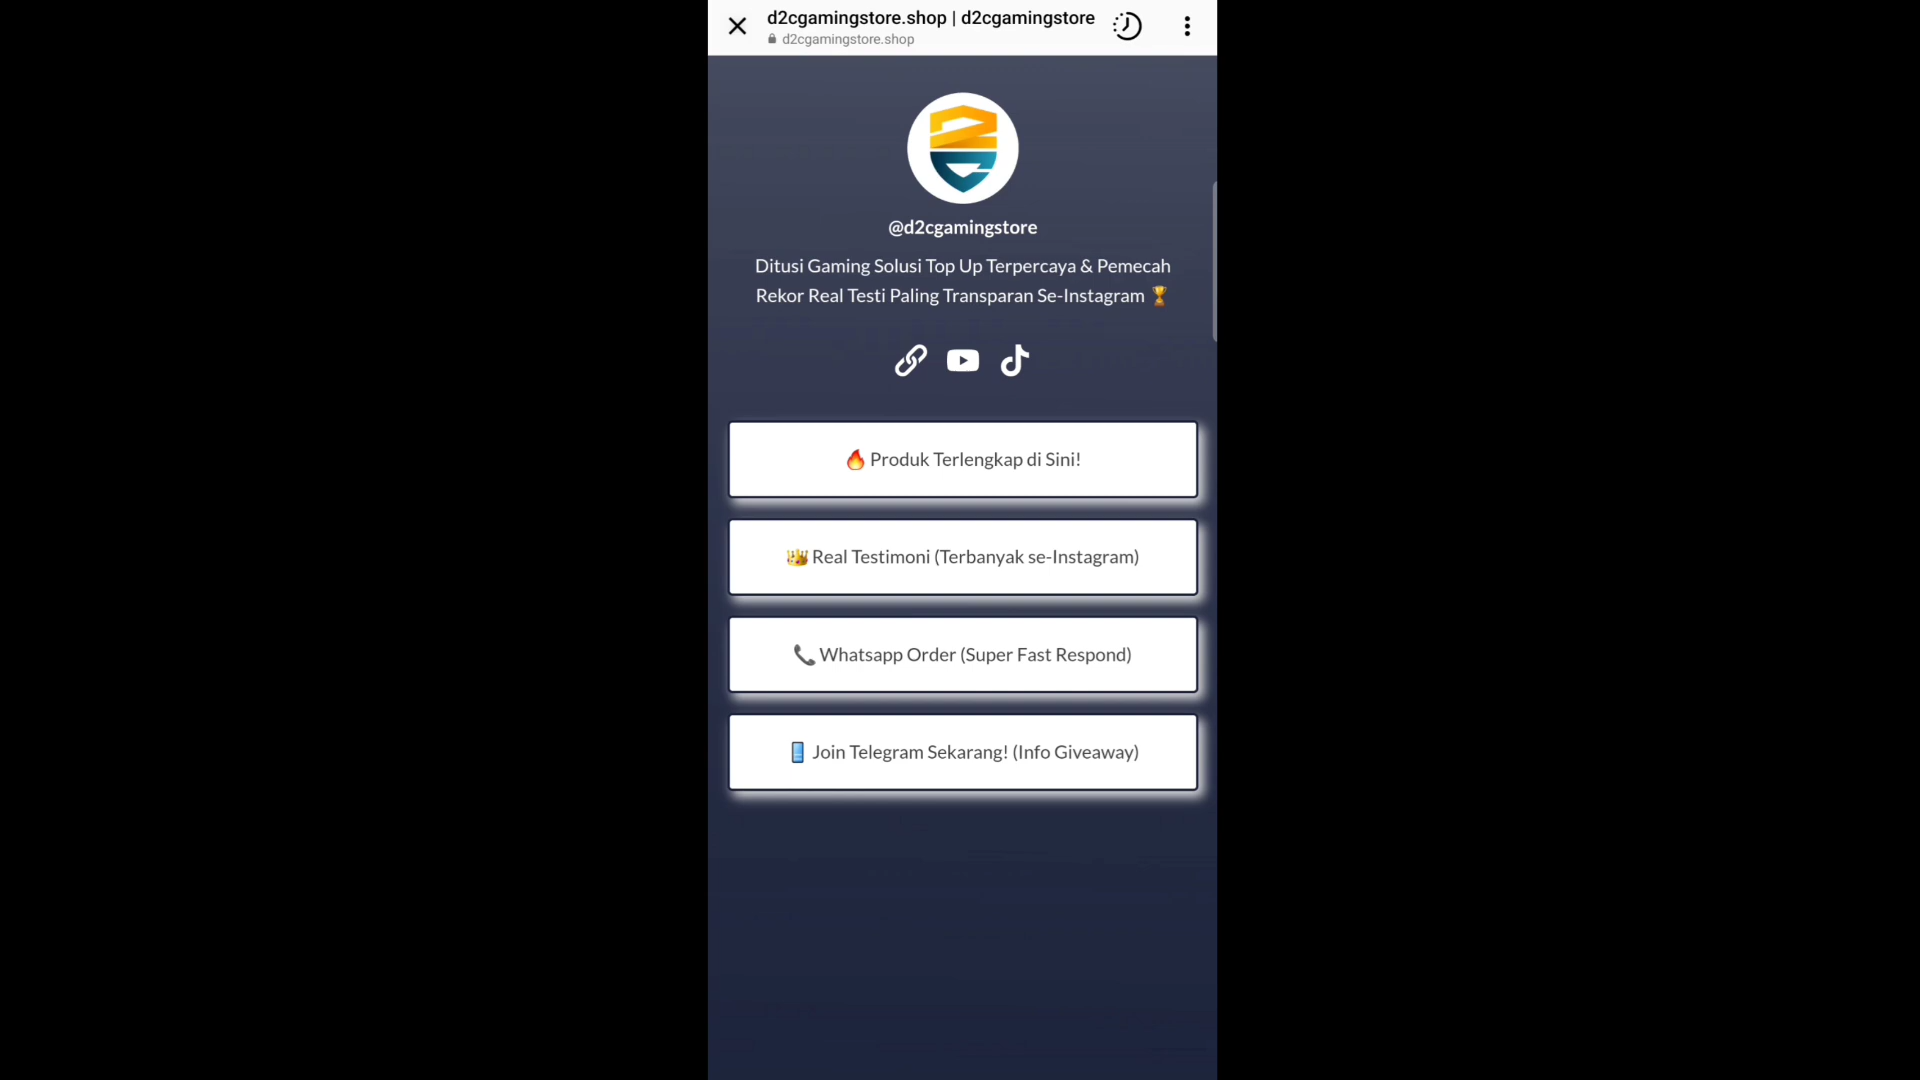 d2cgamingstore.shop | d2cgamingstore
d2cgamingstore.shop
@d2cgamingstore
Ditusi Gaming Solusi Top Up Terpercaya & Pemecah
Rekor Real Testi Paling Transparan Se-Instagram 🏆
🔥 Produk Terlengkap di Sini!
👑 Real Testimoni (Terbanyak se-Instagram)
📞 Whatsapp Order (Super Fast Respond)
📱 Join Telegram Sekarang! (Info Giveaway)